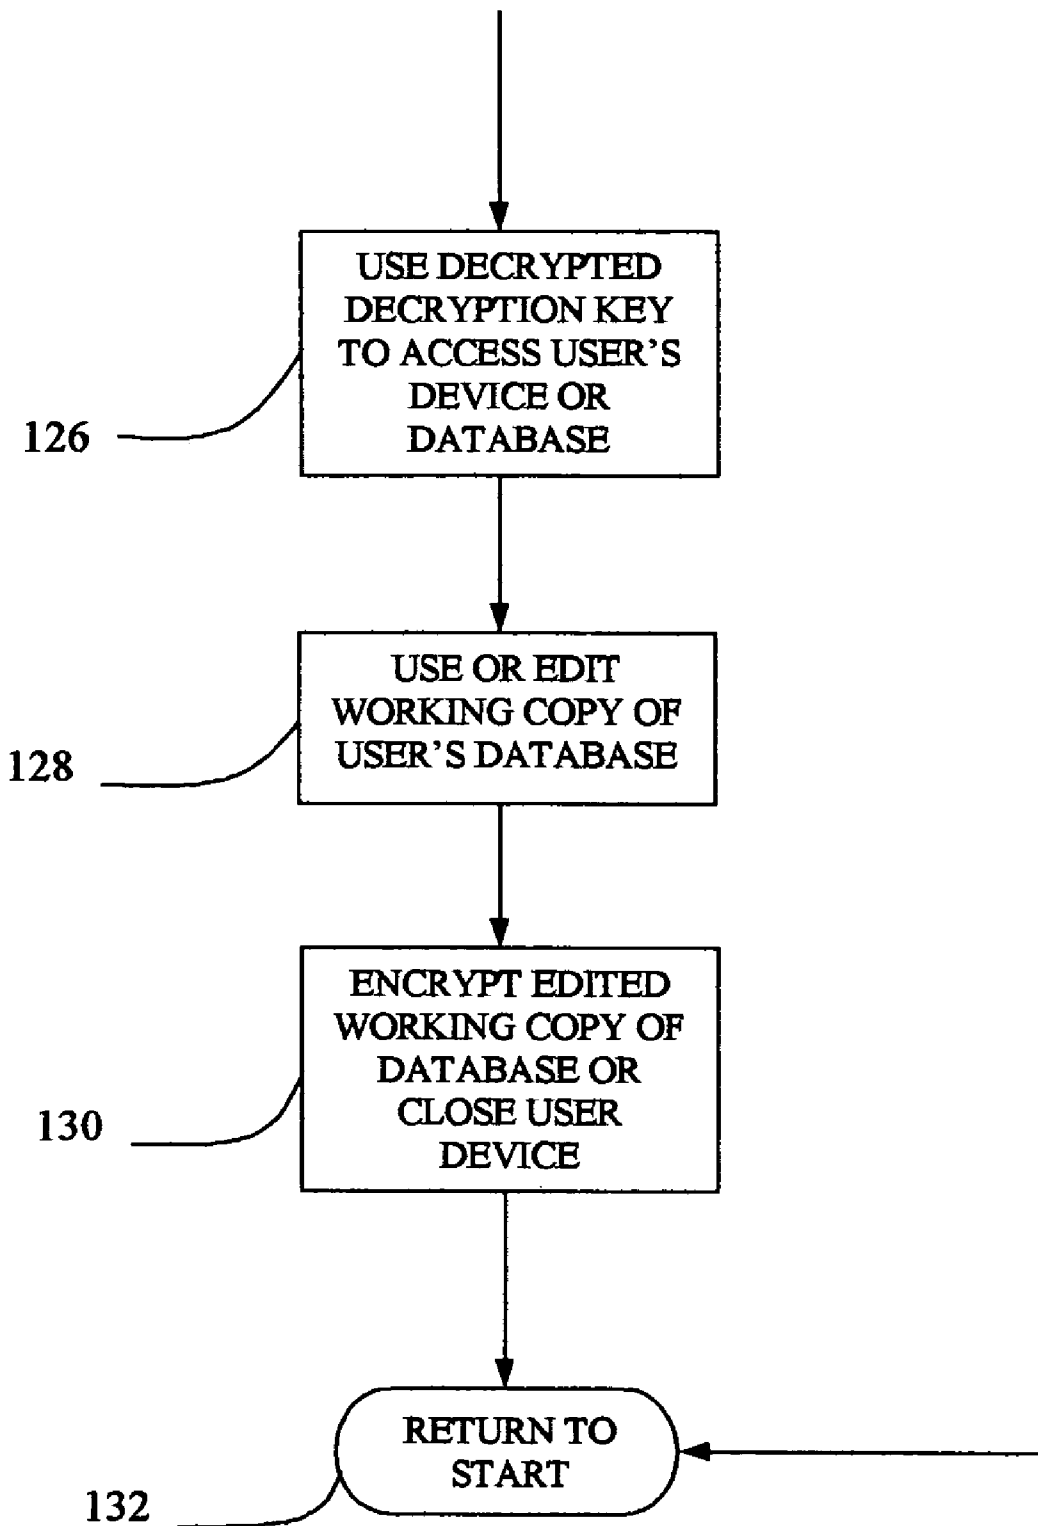 USE DECRYPTED
DECRYPTION KEY
TO ACCESS USER'S
DEVICE OR
DATABASE
126
USE OR EDIT
WORKING COPY OF
USER'S DATABASE
128
ENCRYPT EDITED
WORKING COPY OF
DATABASE OR
CLOSE USER
DEVICE
130
RETURN TO
START
132